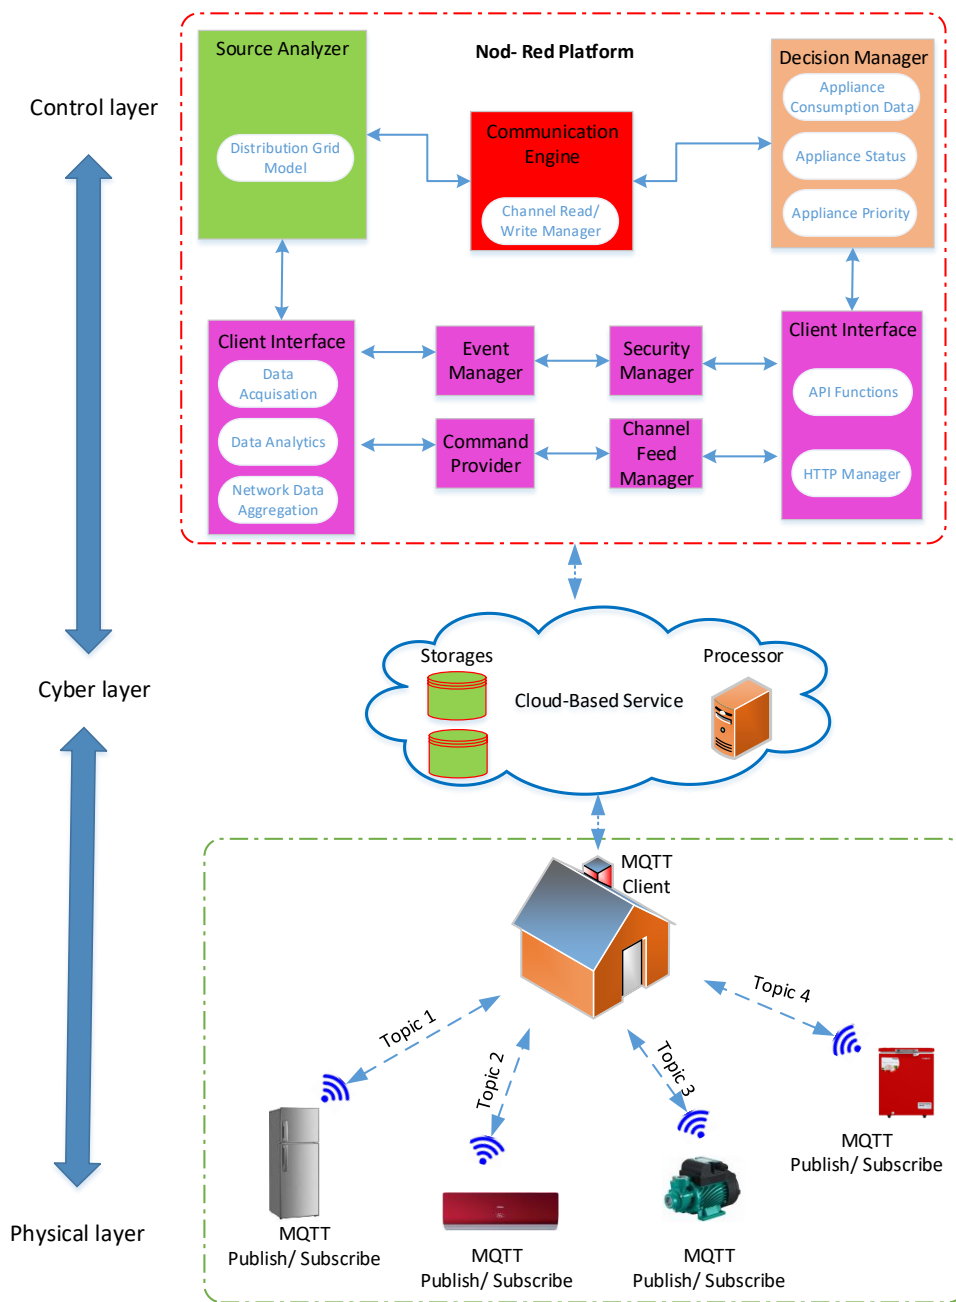 Control layer
Nod- Red Platform
Source Analyzer
Distribution Grid
Model
Communication
Engine
Channel Read/
Write Manager
Decision Manager
Appliance
Consumption Data
Appliance Status
Appliance Priority
Client Interface
Data
Acquisation
Data Analytics
Network Data
Aggregation
Event
Manager
Security
Manager
Command
Provider
Channel
Feed
Manager
Client Interface
API Functions
HTTP Manager
Cyber layer
Storages
Cloud-Based Service
Processor
MQTT
Client
Topic 1
Topic 2
Topic 3
Topic 4
MQTT
Publish/ Subscribe
MQTT
Publish/ Subscribe
MQTT
Publish/ Subscribe
MQTT
Publish/ Subscribe
Physical layer